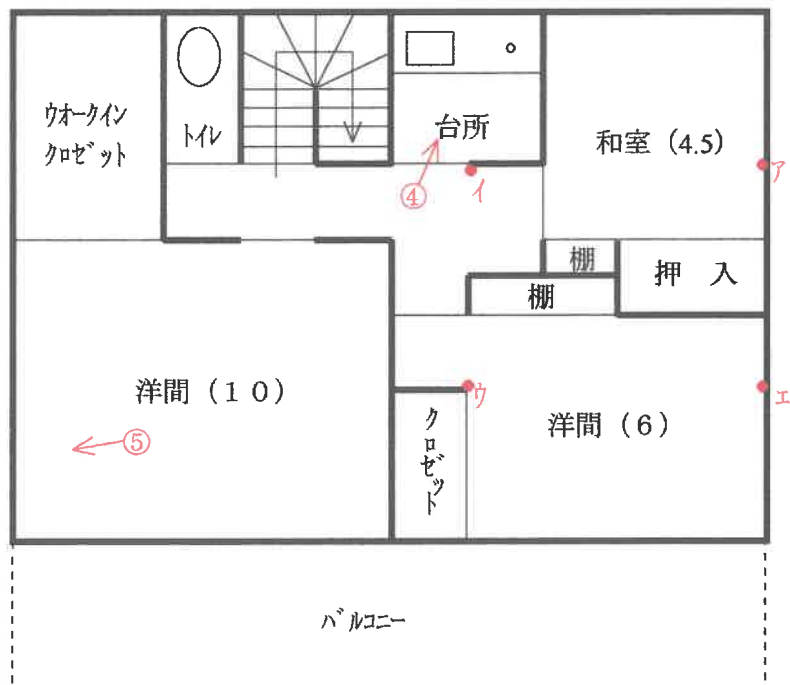 ウオークイン
クロゼット
トイレ
台所
和室（4.5）
ア
④
イ
棚
押　入
棚
洋間（１０）
ウ
エ
⑤
クロゼット
洋間（6）
バルコニー